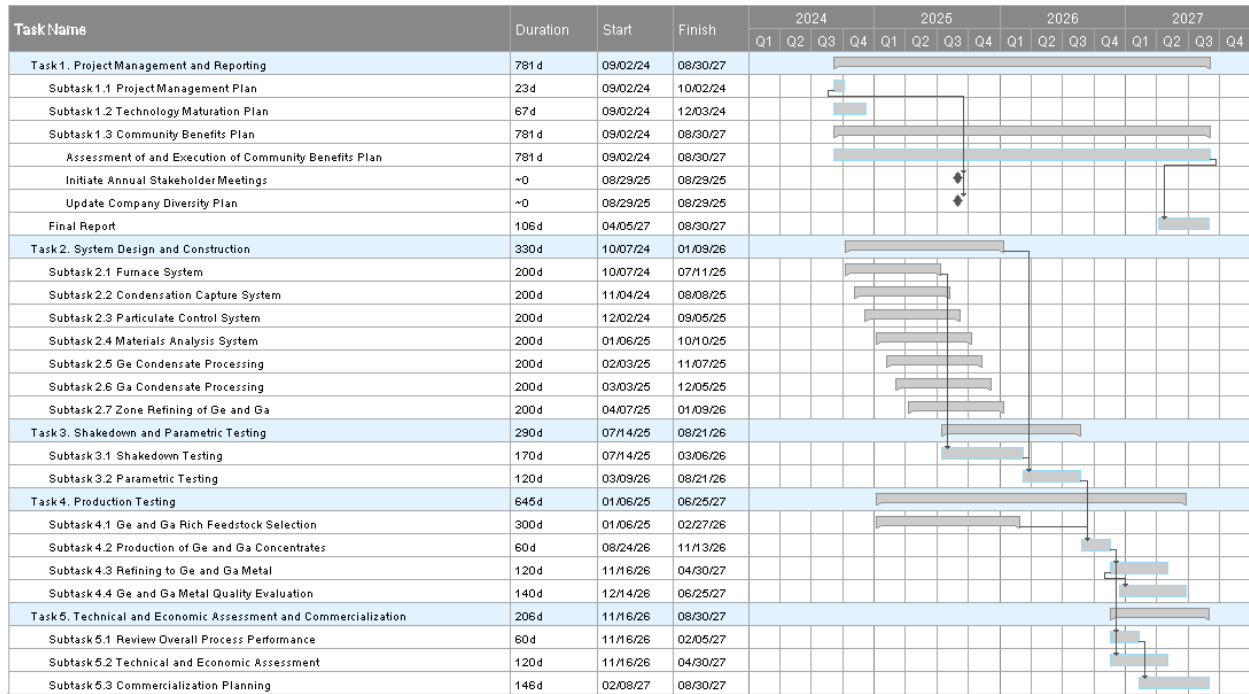 Task Name Duration Start Finish 2024 2025 2026 2027
Q1 Q2 Q3 Q4 Q1 Q2 Q3 Q4 Q1 Q2 Q3 Q4 Q1 Q2 Q3 Q4
Task 1. Project Management and Reporting 781d 09/02/24 08/30/27
Subtask 1.1 Project Management Plan 23d 09/02/24 10/02/24
Subtask 1.2 Technology Maturation Plan 67d 09/02/24 12/03/24
Subtask 1.3 Community Benefits Plan 781d 09/02/24 08/30/27
Assessment of and Execution of Community Benefits Plan 781d 09/02/24 08/30/27
Initiate Annual Stakeholder Meetings ~0 08/29/25 08/29/25
Update Company Diversity Plan ~0 08/29/25 08/29/25
Final Report 106d 04/05/27 08/30/27
Task 2. System Design and Construction 330d 10/07/24 01/09/26
Subtask 2.1 Furnace System 200d 10/07/24 07/11/25
Subtask 2.2 Condensation Capture System 200d 11/04/24 08/08/25
Subtask 2.3 Particulate Control System 200d 12/02/24 09/05/25
Subtask 2.4 Materials Analysis System 200d 01/06/25 10/10/25
Subtask 2.5 Ge Condensate Processing 200d 02/03/25 11/07/25
Subtask 2.6 Ga Condensate Processing 200d 03/03/25 12/05/25
Subtask 2.7 Zone Refining of Ge and Ga 200d 04/07/25 01/09/26
Task 3. Shakedown and Parametric Testing 290d 07/14/25 08/21/26
Subtask 3.1 Shakedown Testing 170d 07/14/25 03/06/26
Subtask 3.2 Parametric Testing 120d 03/09/26 08/21/26
Task 4. Production Testing 645d 01/06/25 06/25/27
Subtask 4.1 Ge and Ga Rich Feedstock Selection 300d 01/06/25 02/27/26
Subtask 4.2 Production of Ge and Ga Concentrates 60d 08/24/26 11/13/26
Subtask 4.3 Refining to Ge and Ga Metal 120d 11/16/26 04/30/27
Subtask 4.4 Ge and Ga Metal Quality Evaluation 140d 12/14/26 06/25/27
Task 5. Technical and Economic Assessment and Commercialization 206d 11/16/26 08/30/27
Subtask 5.1 Review Overall Process Performance 60d 11/16/26 02/05/27
Subtask 5.2 Technical and Economic Assessment 120d 11/16/26 04/30/27
Subtask 5.3 Commercialization Planning 146d 02/08/27 08/30/27